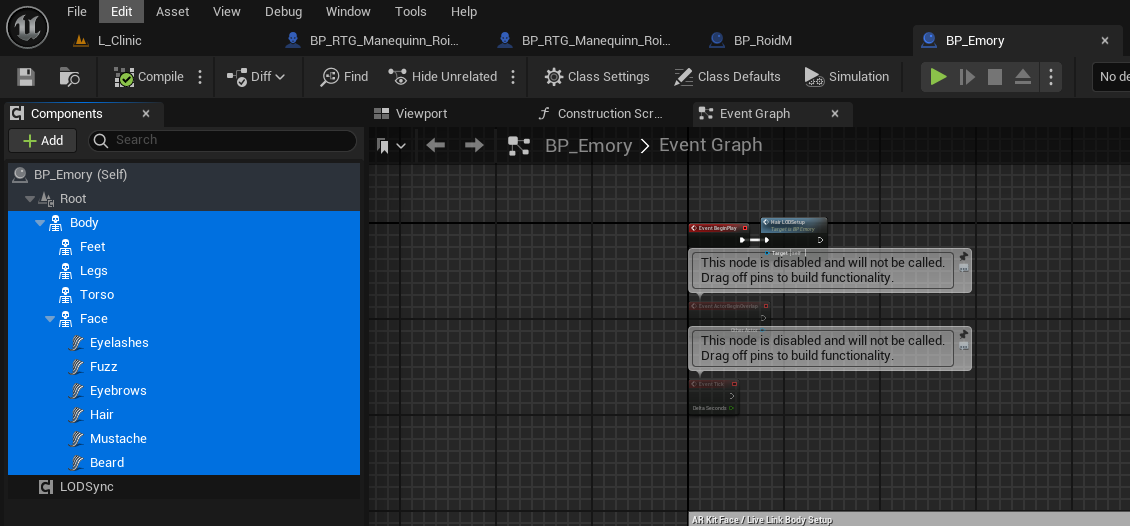 File Edit Asset View Debug Window Tools Help
L_Clinic BP_RTG_Manequinn_Roi... BP_RTG_Manequinn_Roi... BP_RoidM BP_Emory
Compile Diff Find Hide Unrelated Class Settings Class Defaults Simulation No de
Components Viewport Construction Scr... Event Graph
Add Search
BP_Emory > Event Graph
BP_Emory (Self)
Root
Body
Feet
Legs
Torso
Face
Eyelashes
Fuzz
Eyebrows
Hair
Mustache
Beard
LODSync
Hair LODSetup
Target is BP Emory
Event BeginPlay
Target self
This node is disabled and will not be called.
Drag off pins to build functionality.
Event ActorBeginOverlap
Other Actor
This node is disabled and will not be called.
Drag off pins to build functionality.
Event Tick
Delta Seconds
AR Kit Face / Live Link Body Setup